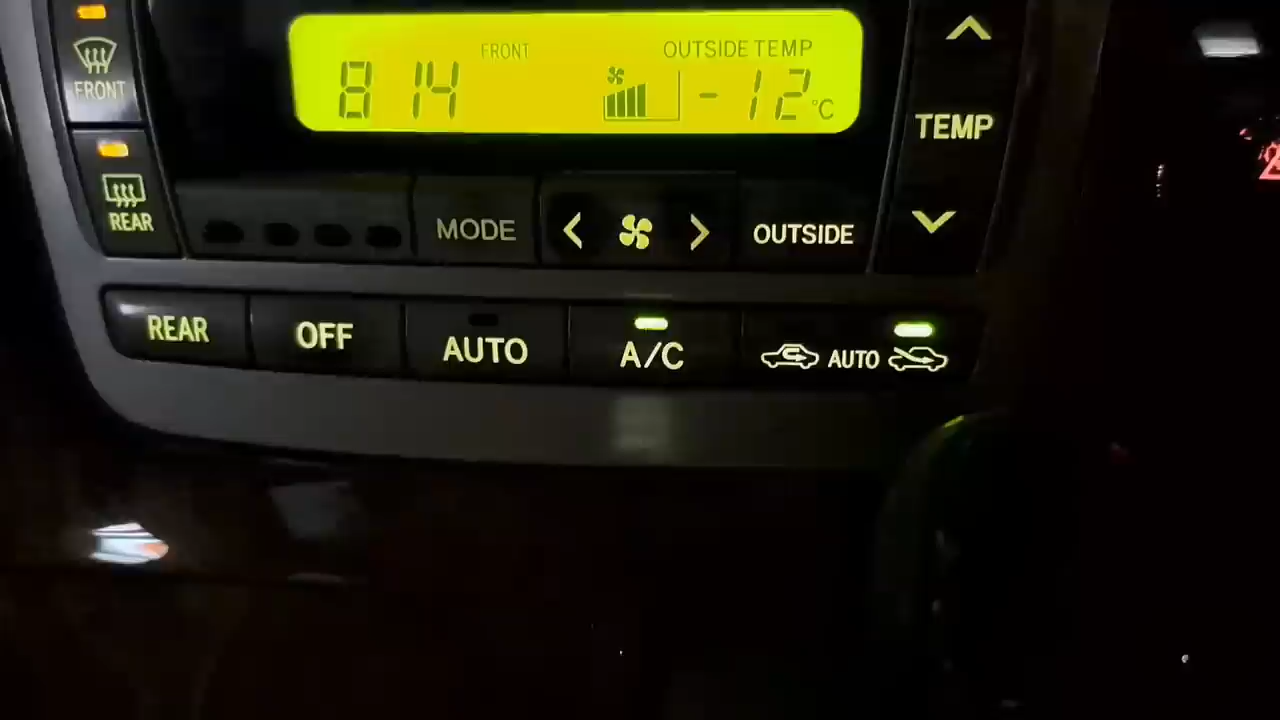 FRONT OUTSIDE TEMP
8 14 -12°C
FRONT
TEMP
REAR
MODE OUTSIDE
REAR OFF AUTO A/C AUTO